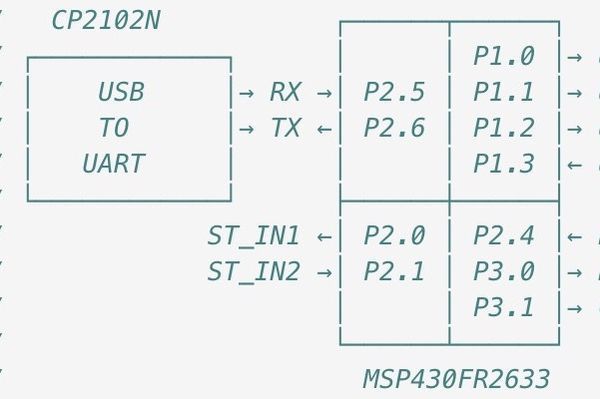 CP2102N
P1.0 →
USB → RX → P2.5 P1.1 →
TO → TX ← P2.6 P1.2 →
UART P1.3 ←
ST_IN1 ← P2.0 P2.4 ←
ST_IN2 → P2.1 P3.0 →
P3.1 →
MSP430FR2633